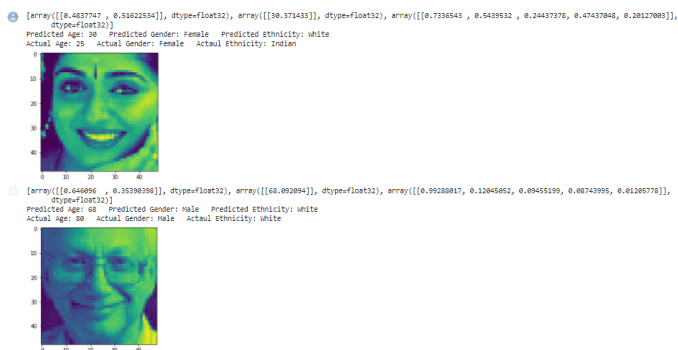 [array([[0.4837747 , 0.51622534]], dtype=float32), array([[30.371433]], dtype=float32), array([[0.7336543 , 0.5439532 , 0.24437378, 0.47437048, 0.20127003]],
dtype=float32)]
Predicted Age: 30 Predicted Gender: Female Predicted Ethnicity: White
Actual Age: 25 Actual Gender: Female Actaul Ethnicity: Indian
0
10
20
30
40
0 10 20 30 40
[array([[0.646096 , 0.35390398]], dtype=float32), array([[68.092094]], dtype=float32), array([[0.99288017, 0.12045052, 0.09455199, 0.08743995, 0.01205778]],
dtype=float32)]
Predicted Age: 68 Predicted Gender: Male Predicted Ethnicity: White
Actual Age: 80 Actual Gender: Male Actaul Ethnicity: White
0
10
20
30
40
0 10 20 30 40